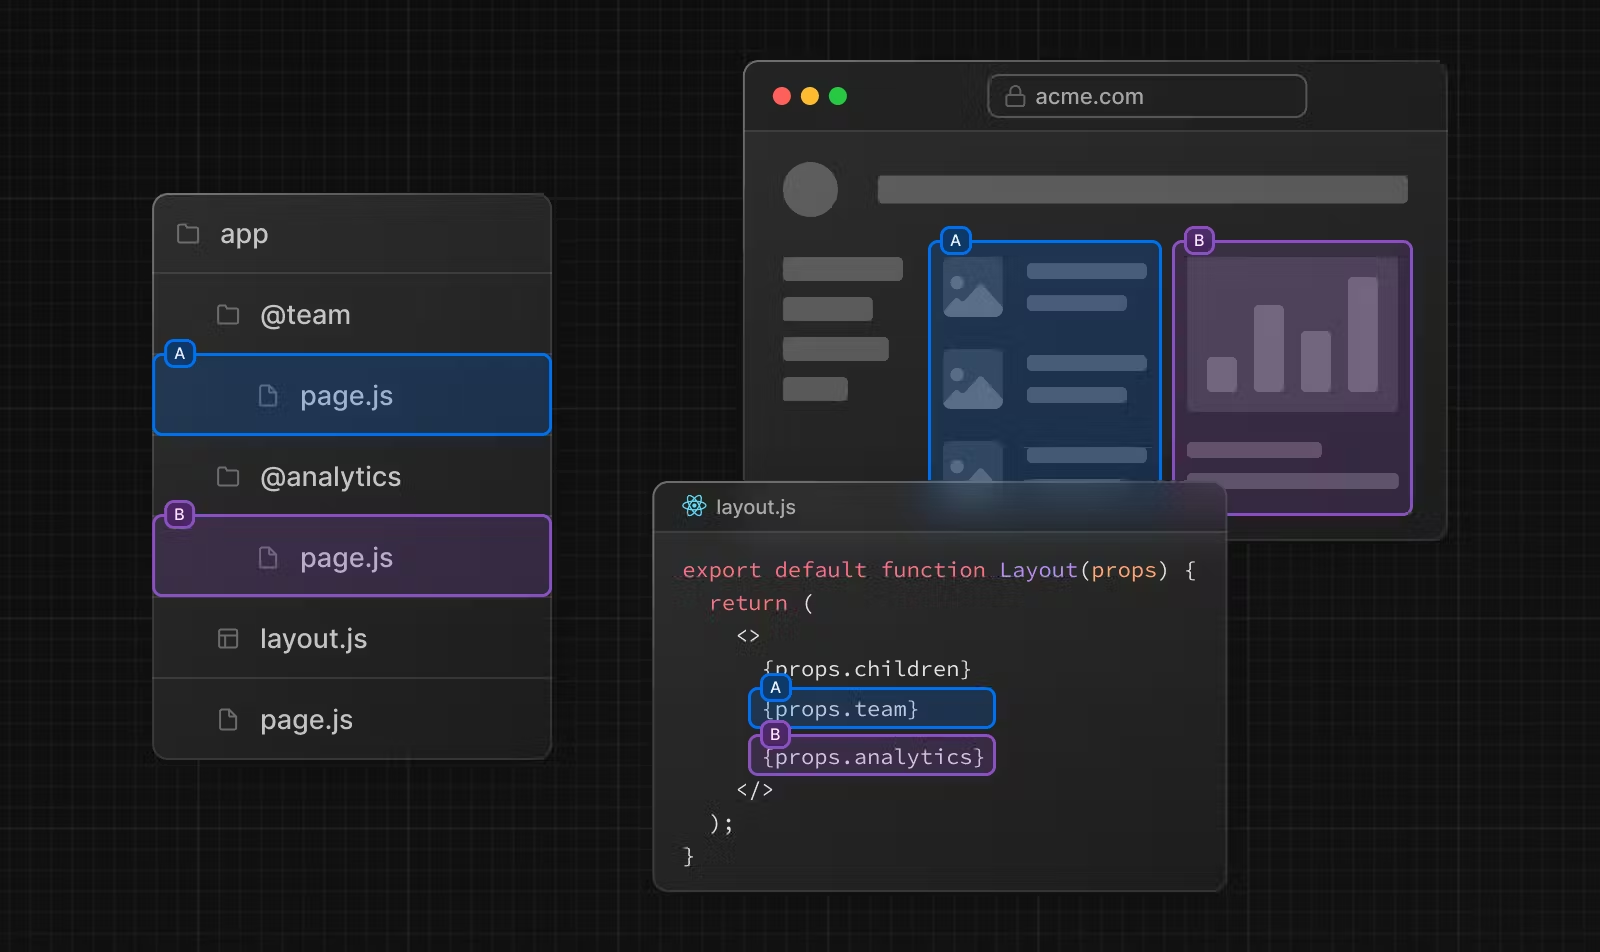 app
@team
A
page.js
@analytics
B
page.js
layout.js
page.js
acme.com
A
B
layout.js
export default function Layout(props) {
return (
<>
{props.children}
A
{props.team}
B
{props.analytics}
</>
);
}